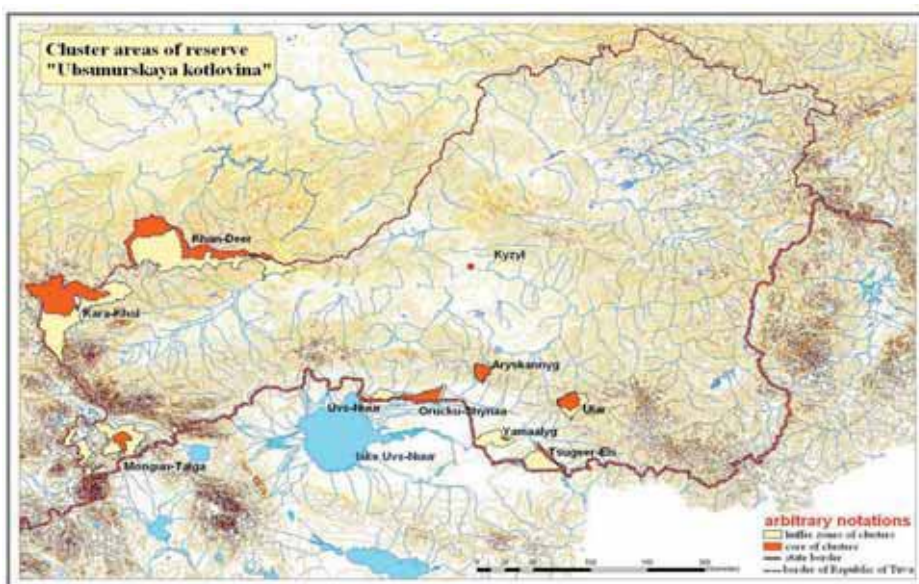 Cluster areas of reserve
"Ubsunurskaya kotlovina"
Khan-Deer
Kyzyl
Kara-Khol
Aryskannyg
Uvs-Nuur
Orucku-Shynaa
Ular
Yamaalyg
Tsugeer-Els
lake Uvs-Nuur
Mongun-Taiga
arbitrary notations
buffer zones of clusters
core of clusters
state border
border of Republic of Tuva